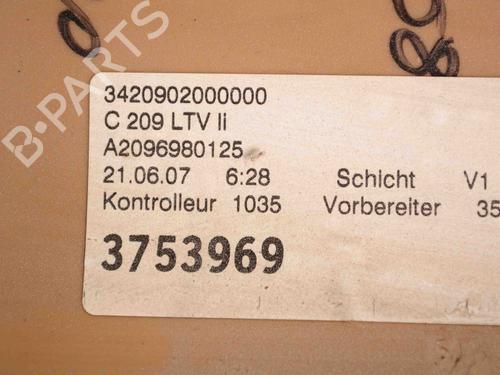 B-PARTS
3420902000000
C 209 LTV li
A2096980125
21.06.07 6:28 Schicht V1
Kontrolleur 1035 Vorbereiter 35
3753969